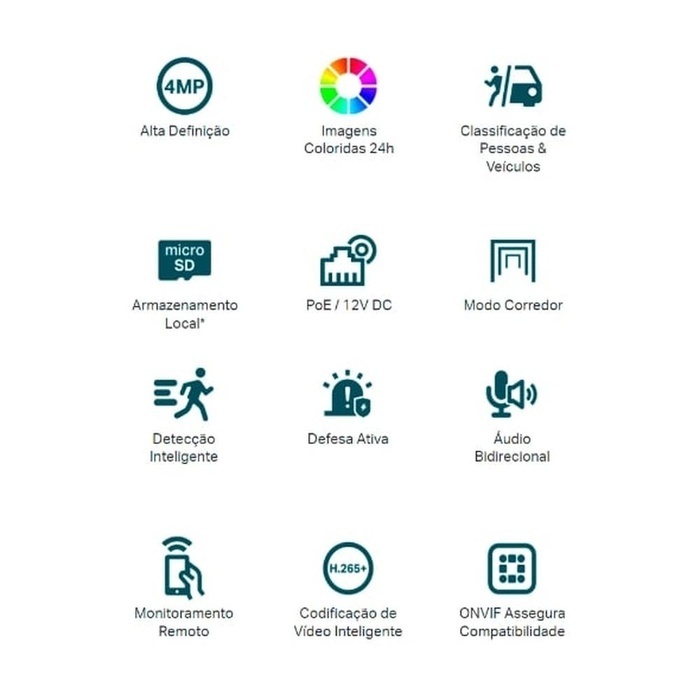 4MP
Alta Definição
Imagens
Coloridas 24h
Classificação de
Pessoas &
Veículos
micro
SD
Armazenamento
Local*
PoE / 12V DC
Modo Corredor
Detecção
Inteligente
Defesa Ativa
Áudio
Bidirecional
Monitoramento
Remoto
H.265+
Codificação de
Vídeo Inteligente
ONVIF Assegura
Compatibilidade